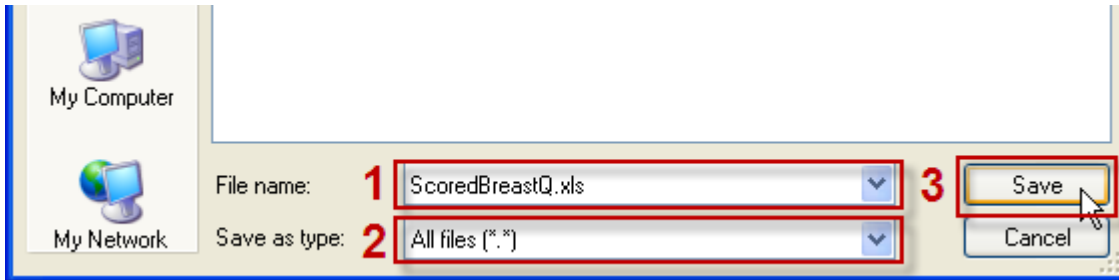 My Computer
My Network
File name: 1 ScoredBreastQ.xls 3 Save
Save as type: 2 All files (*.*) Cancel